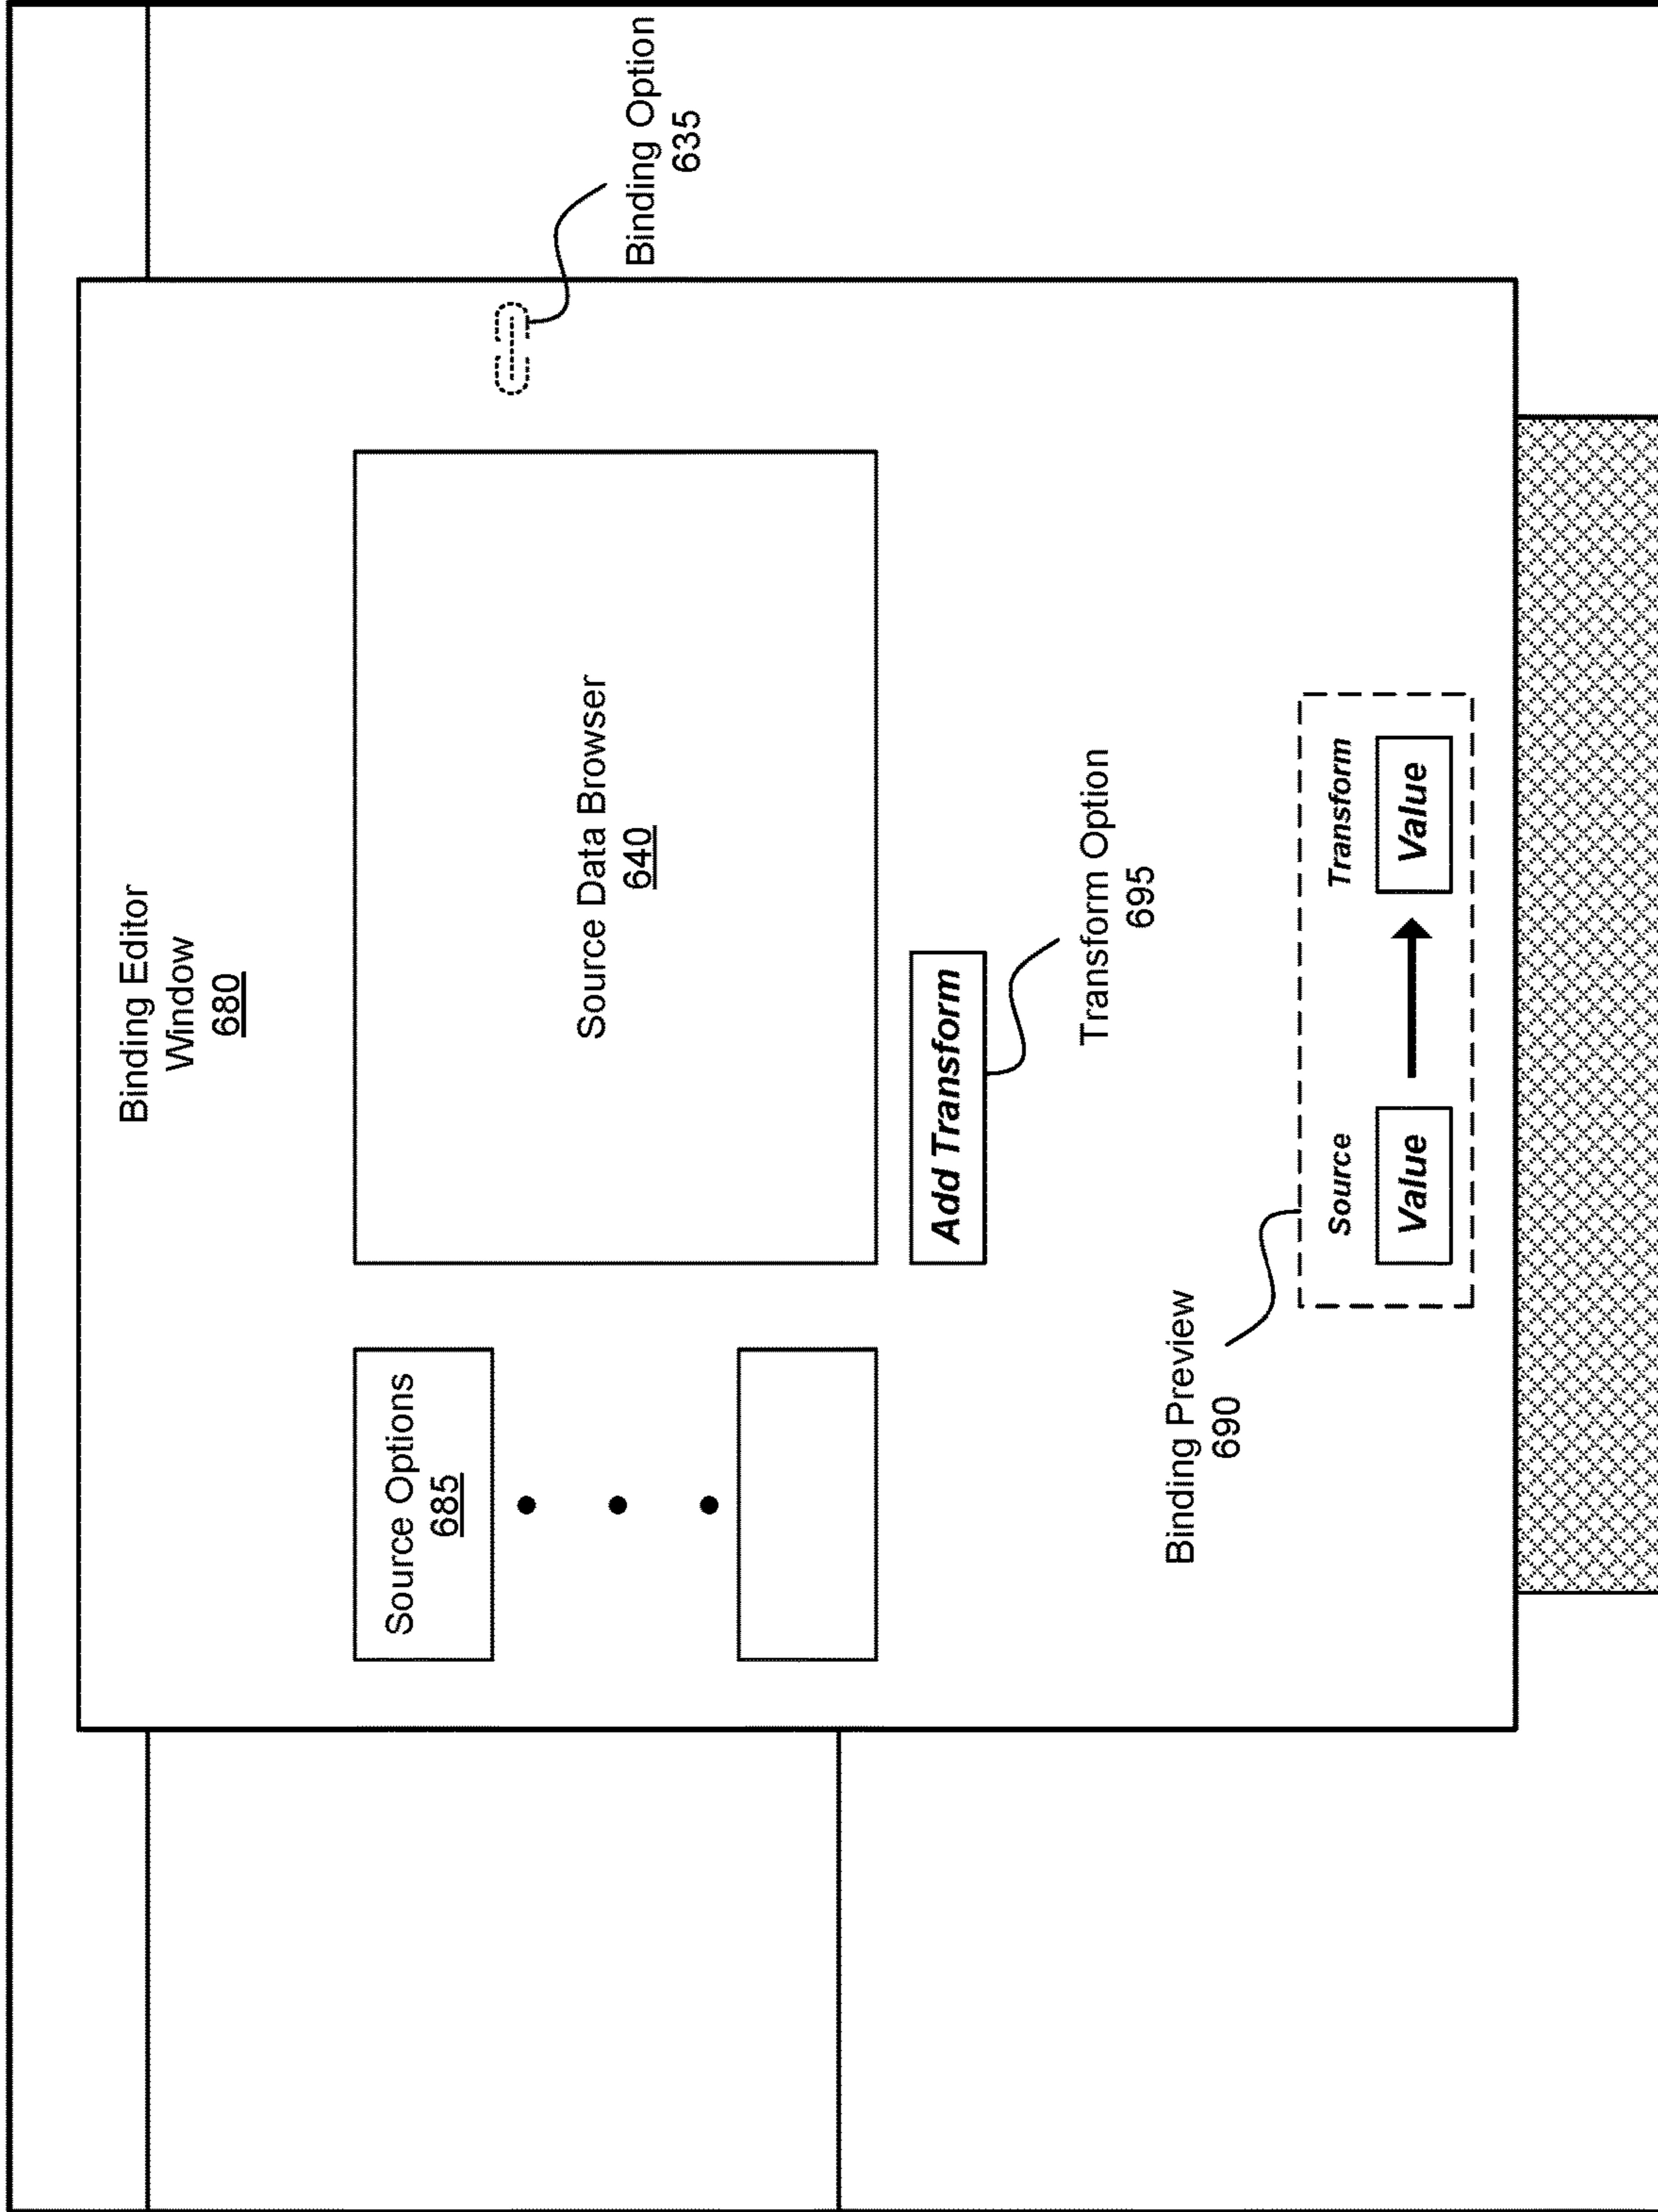 Binding Editor
Window
680
Source Options
685
Source Data Browser
640
Binding Option
635
Add Transform
Transform Option
695
Binding Preview
690
Source
Transform
Value
Value